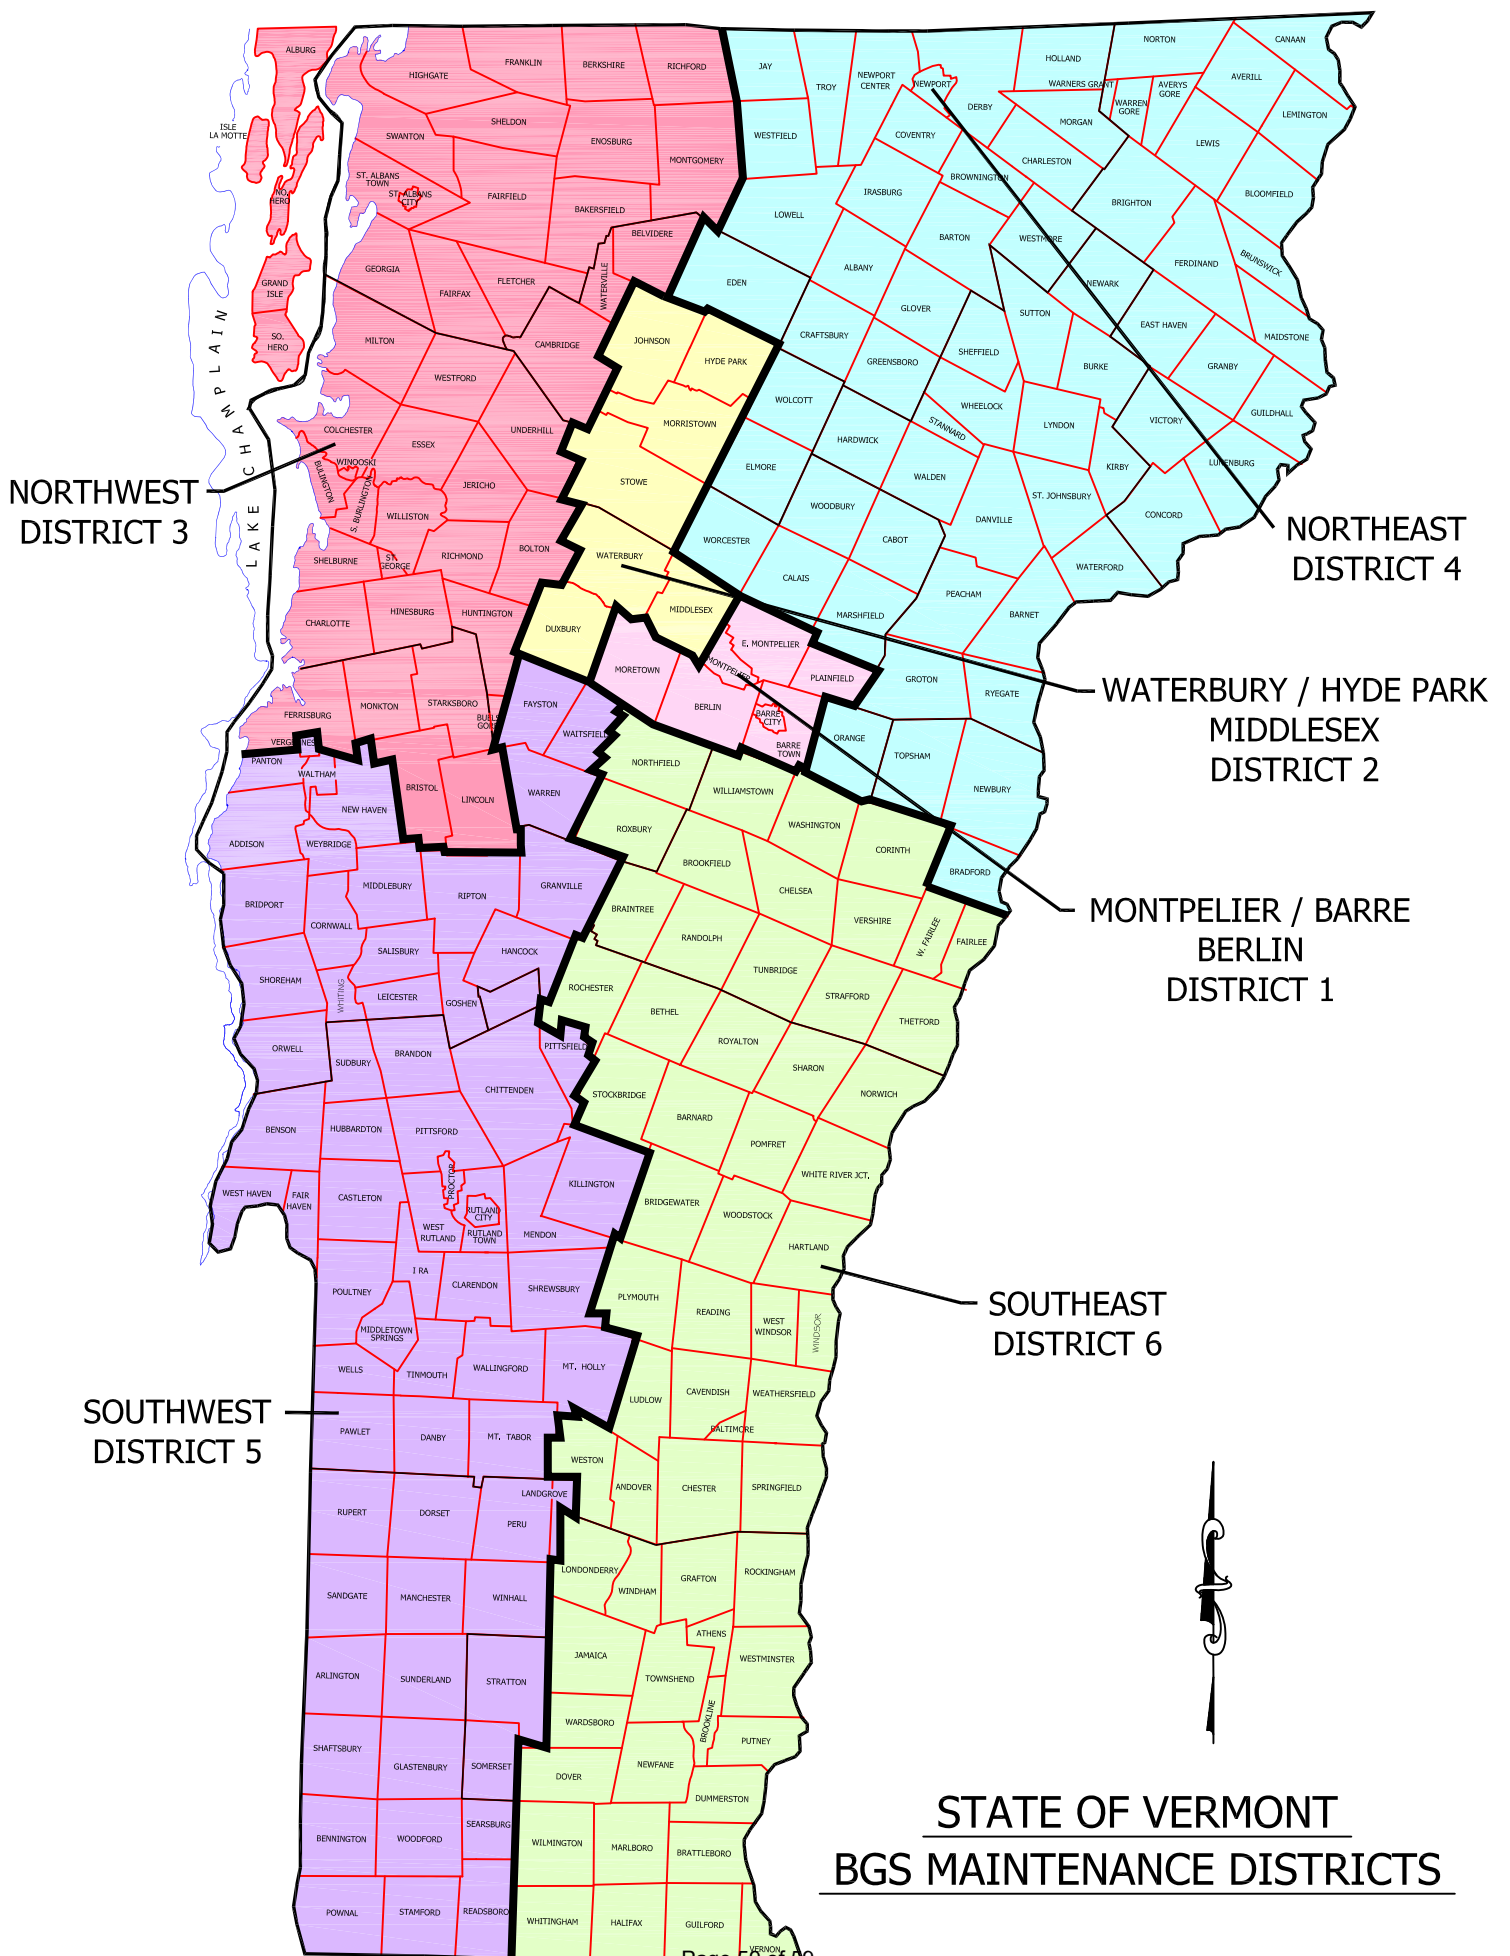 ALBURG
ISLE
LA MOTTE
NO.
HERO
GRAND
ISLE
SO.
HERO
HIGHGATE
FRANKLIN
BERKSHIRE
RICHFORD
SWANTON
SHELDON
ENOSBURG
MONTGOMERY
ST. ALBANS
TOWN
ST. ALBANS
CITY
FAIRFIELD
BAKERSFIELD
BELVIDERE
WATERVILLE
GEORGIA
FAIRFAX
FLETCHER
CAMBRIDGE
MILTON
WESTFORD
UNDERHILL
COLCHESTER
ESSEX
WINOOSKI
BULINGTON
S. BURLINGTON
WILLISTON
JERICHO
BOLTON
RICHMOND
SHELBURNE
ST.
GEORGE
CHARLOTTE
HINESBURG
HUNTINGTON
FERRISBURG
MONKTON
STARKSBORO
BUELS
GORE
VERGENNES
BRISTOL
LINCOLN
LAKE CHAMPLAIN
NORTHWEST
DISTRICT 3
JAY
TROY
NEWPORT
CENTER
NEWPORT
DERBY
HOLLAND
WARNERS GRANT
NORTON
WARREN
GORE
AVERYS
GORE
AVERILL
CANAAN
LEMINGTON
WESTFIELD
COVENTRY
MORGAN
CHARLESTON
LEWIS
BLOOMFIELD
BROWNINGTON
IRASBURG
LOWELL
BARTON
WESTMORE
BRIGHTON
FERDINAND
BRUNSWICK
EDEN
ALBANY
GLOVER
NEWARK
EAST HAVEN
MAIDSTONE
CRAFTSBURY
GREENSBORO
SHEFFIELD
SUTTON
BURKE
GRANBY
GUILDHALL
WOLCOTT
HARDWICK
STANNARD
WHEELOCK
LYNDON
VICTORY
LUNENBURG
ELMORE
WOODBURY
WALDEN
KIRBY
ST. JOHNSBURY
CONCORD
DANVILLE
WORCESTER
CABOT
WATERFORD
CALAIS
PEACHAM
BARNET
MARSHFIELD
GROTON
RYEGATE
ORANGE
TOPSHAM
NEWBURY
BRADFORD
NORTHEAST
DISTRICT 4
JOHNSON
HYDE PARK
MORRISTOWN
STOWE
WATERBURY
MIDDLESEX
DUXBURY
WATERBURY / HYDE PARK
MIDDLESEX
DISTRICT 2
E. MONTPELIER
MONTPELIER
PLAINFIELD
MORETOWN
BERLIN
BARRE
CITY
BARRE
TOWN
MONTPELIER / BARRE
BERLIN
DISTRICT 1
FAYSTON
WAITSFIELD
WARREN
PANTON
WALTHAM
NEW HAVEN
ADDISON
WEYBRIDGE
MIDDLEBURY
RIPTON
GRANVILLE
BRIDPORT
CORNWALL
SALISBURY
HANCOCK
SHOREHAM
WHITING
LEICESTER
GOSHEN
ORWELL
SUDBURY
BRANDON
PITTSFIELD
CHITTENDEN
BENSON
HUBBARDTON
PITTSFORD
PROCTOR
KILLINGTON
WEST HAVEN
FAIR
HAVEN
CASTLETON
WEST
RUTLAND
RUTLAND
CITY
RUTLAND
TOWN
MENDON
I RA
CLARENDON
SHREWSBURY
POULTNEY
MIDDLETOWN
SPRINGS
WELLS
TINMOUTH
WALLINGFORD
MT. HOLLY
PAWLET
DANBY
MT. TABOR
LANDGROVE
RUPERT
DORSET
PERU
SANDGATE
MANCHESTER
WINHALL
ARLINGTON
SUNDERLAND
STRATTON
SHAFTSBURY
GLASTENBURY
SOMERSET
BENNINGTON
WOODFORD
SEARSBURG
POWNAL
STAMFORD
READSBORO
SOUTHWEST
DISTRICT 5
NORTHFIELD
WILLIAMSTOWN
WASHINGTON
CORINTH
ROXBURY
BROOKFIELD
CHELSEA
VERSHIRE
W. FAIRLEE
FAIRLEE
BRAINTREE
RANDOLPH
TUNBRIDGE
STRAFFORD
THETFORD
ROCHESTER
BETHEL
ROYALTON
SHARON
NORWICH
STOCKBRIDGE
BARNARD
POMFRET
WHITE RIVER JCT.
BRIDGEWATER
WOODSTOCK
HARTLAND
PLYMOUTH
READING
WEST
WINDSOR
WINDSOR
LUDLOW
CAVENDISH
WEATHERSFIELD
BALTIMORE
WESTON
ANDOVER
CHESTER
SPRINGFIELD
LONDONDERRY
WINDHAM
GRAFTON
ROCKINGHAM
ATHENS
JAMAICA
TOWNSHEND
WESTMINSTER
BROOKLINE
WARDSBORO
PUTNEY
NEWFANE
DOVER
DUMMERSTON
WILMINGTON
MARLBORO
BRATTLEBORO
WHITINGHAM
HALIFAX
GUILFORD
VERNON
SOUTHEAST
DISTRICT 6
STATE OF VERMONT
BGS MAINTENANCE DISTRICTS